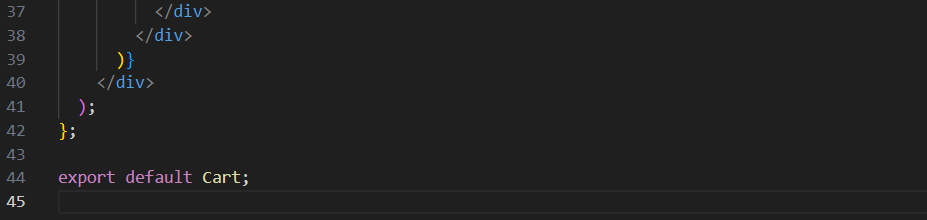 37 </div>
38 </div>
39 )}
40 </div>
41 );
42 };
43
44 export default Cart;
45